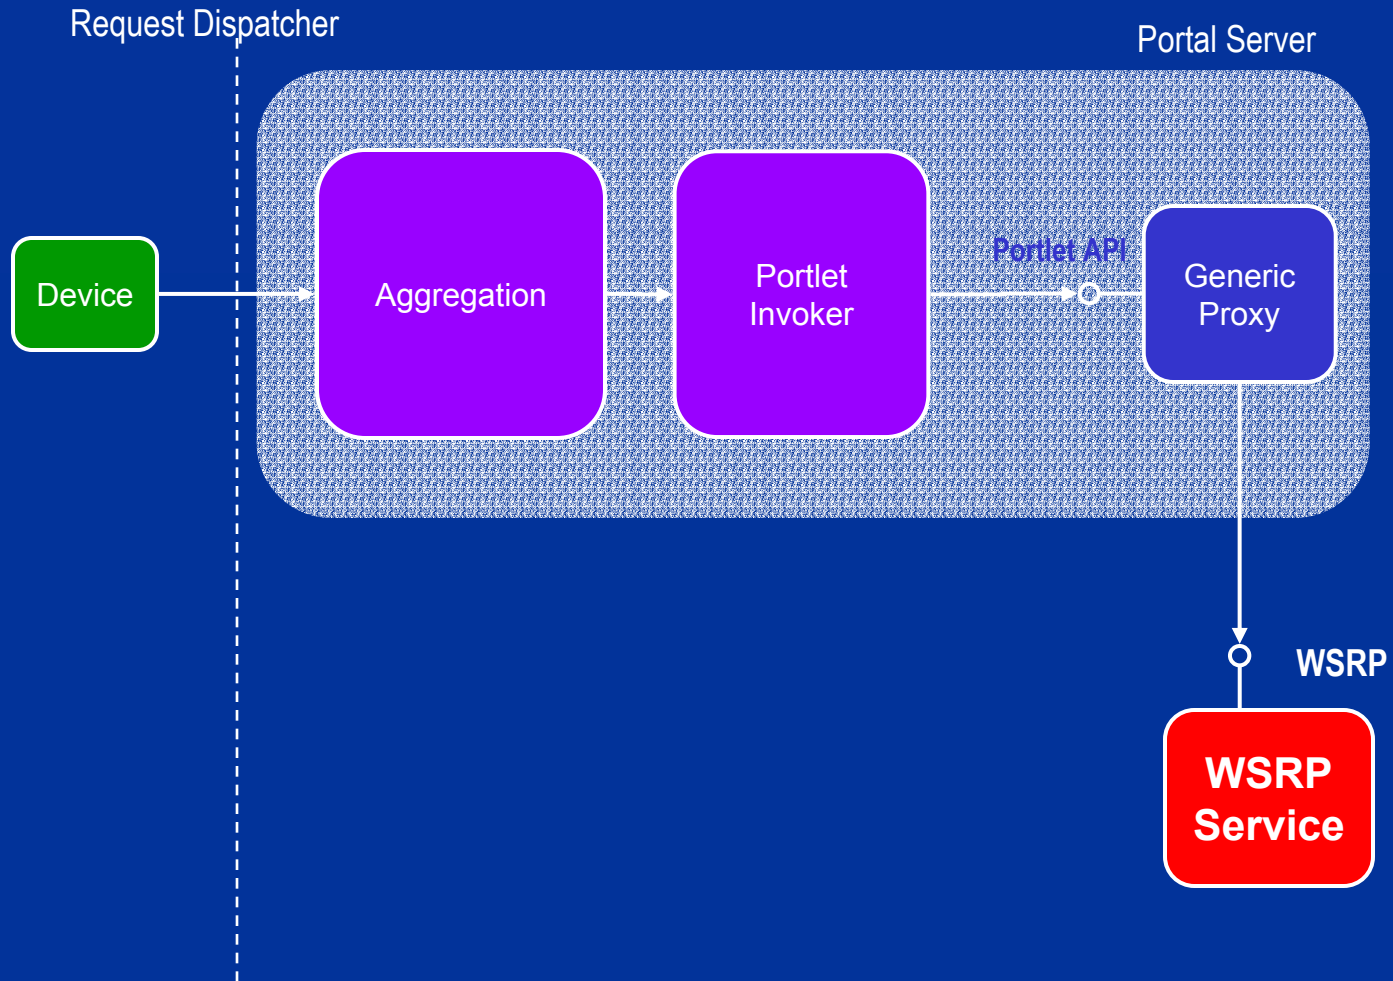 Request Dispatcher
Portal Server
Device
Aggregation
Portlet
Invoker
Portlet API
Generic
Proxy
WSRP
WSRP
Service